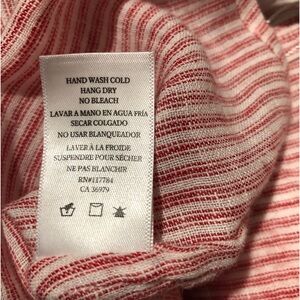 HAND WASH COLD
HANG DRY
NO BLEACH
LAVAR A MANO EN AGUA FRÍA
SECAR COLGADO
NO USAR BLANQUEADOR
LAVER À LA FROIDE
SUSPENDRE POUR SÉCHER
NE PAS BLANCHIR
RN#117784
CA 36979